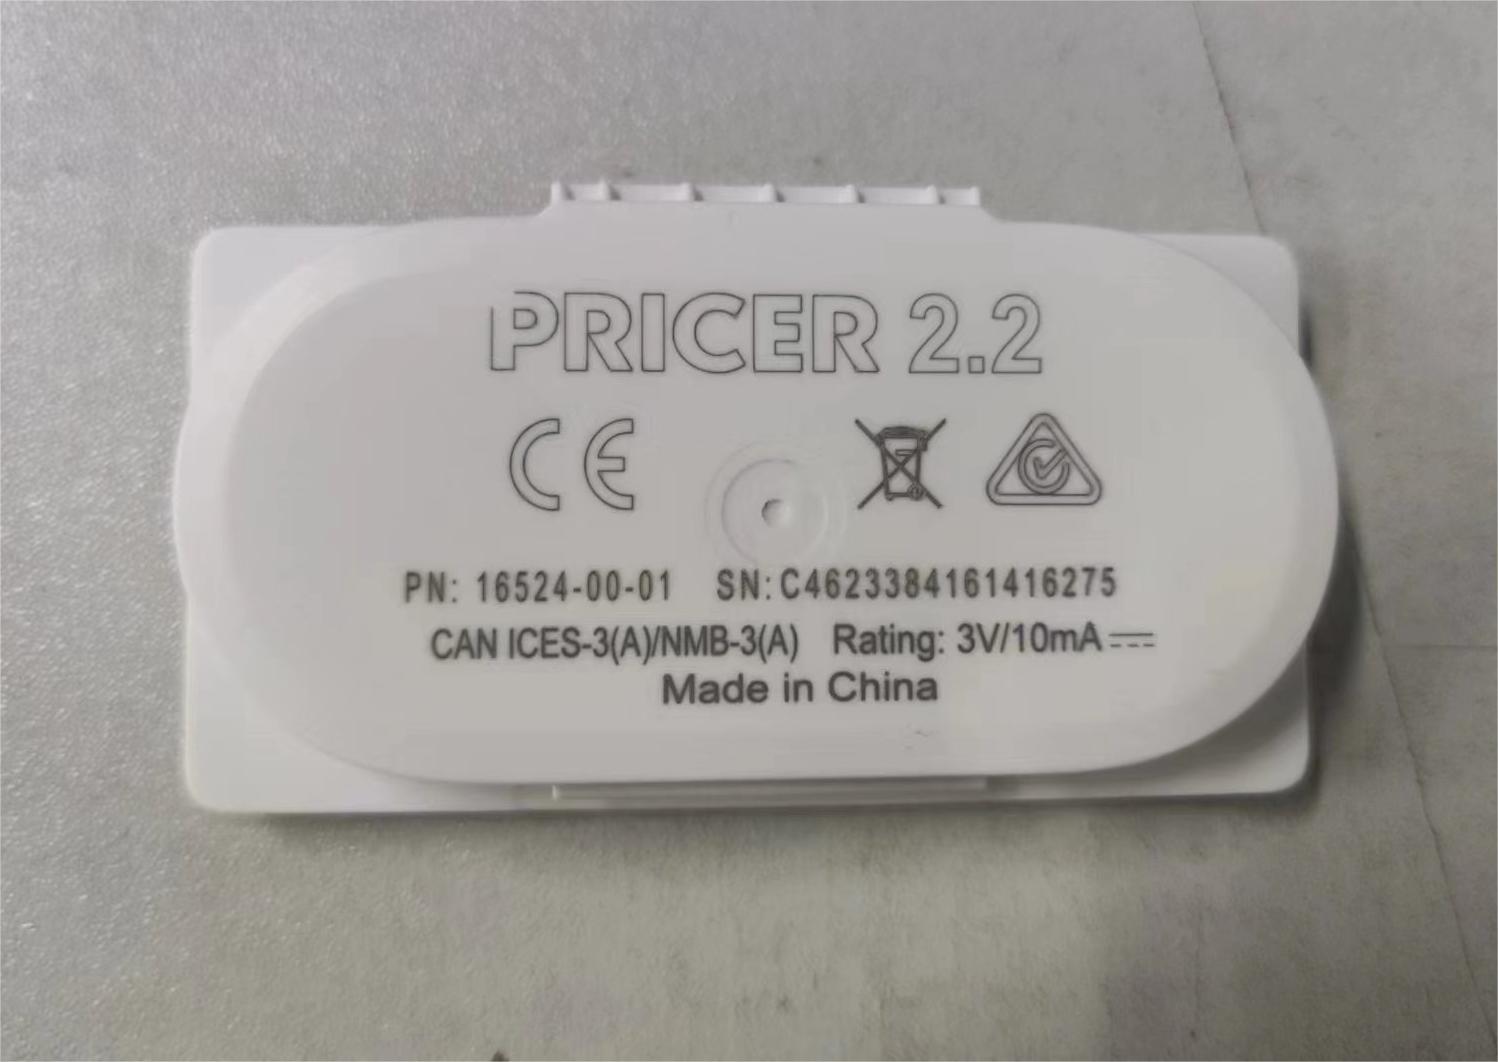 PRICER 2.2
CE
PN: 16524-00-01 SN:C4623384161416275
CAN ICES-3(A)/NMB-3(A) Rating: 3V/10mA⎓
Made in China